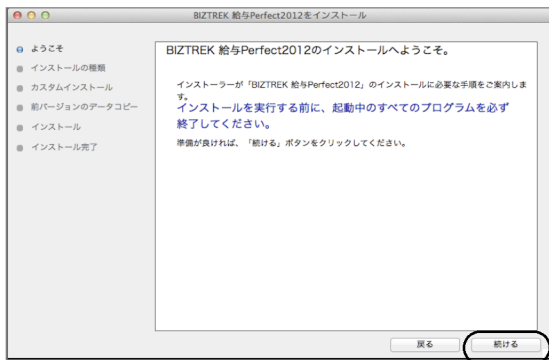 BIZTREK 給与Perfect2012をインストール
ようこそ
インストールの種類
カスタムインストール
前バージョンのデータコピー
インストール
インストール完了
BIZTREK 給与Perfect2012のインストールへようこそ。
インストーラーが「BIZTREK 給与Perfect2012」のインストールに必要な手順をご案内しま
す。
インストールを実行する前に、起動中のすべてのプログラムを必ず
終了してください。
準備が良ければ、「続ける」ボタンをクリックしてください。
戻る
続ける